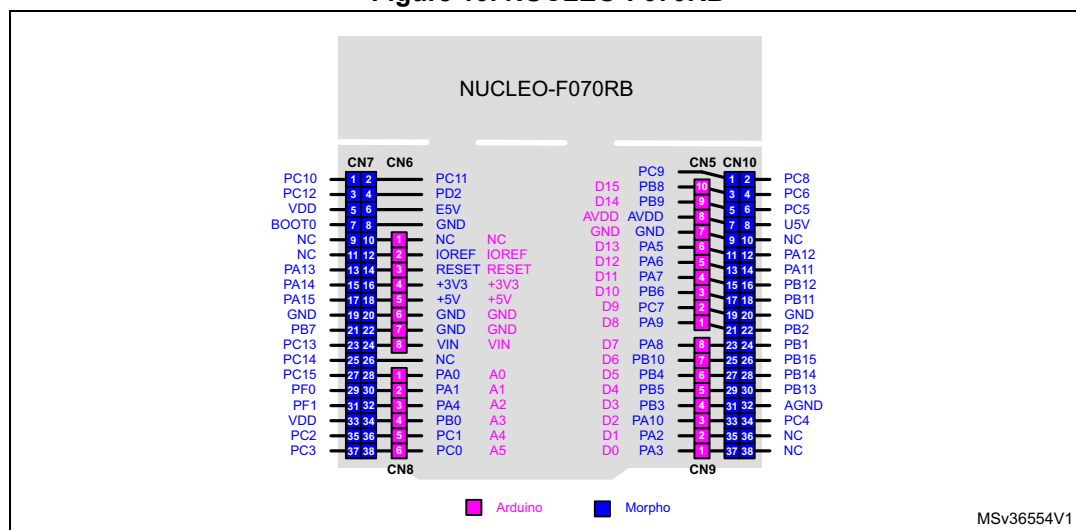 NUCLEO-F070RB
CN7 CN6 CN5 CN10
PC9
PC10 1 2 PC11 1 2 PC8
PC12 3 4 PD2 D15 PB8 10 3 4 PC6
VDD 5 6 E5V D14 PB9 9 5 6 PC5
BOOT0 7 8 GND AVDD AVDD 8 7 8 U5V
NC 9 10 1 NC NC GND GND 7 9 10 NC
NC 11 12 2 IOREF IOREF D13 PA5 6 11 12 PA12
PA13 13 14 3 RESET RESET D12 PA6 5 13 14 PA11
PA14 15 16 4 +3V3 +3V3 D11 PA7 4 15 16 PB12
PA15 17 18 5 +5V +5V D10 PB6 3 17 18 PB11
GND 19 20 6 GND GND D9 PC7 2 19 20 GND
PB7 21 22 7 GND GND D8 PA9 1 21 22 PB2
PC13 23 24 8 VIN VIN D7 PA8 8 23 24 PB1
PC14 25 26 NC D6 PB10 7 25 26 PB15
PC15 27 28 1 PA0 A0 D5 PB4 6 27 28 PB14
PF0 29 30 2 PA1 A1 D4 PB5 5 29 30 PB13
PF1 31 32 3 PA4 A2 D3 PB3 4 31 32 AGND
VDD 33 34 4 PB0 A3 D2 PA10 3 33 34 PC4
PC2 35 36 5 PC1 A4 D1 PA2 2 35 36 NC
PC3 37 38 6 PC0 A5 D0 PA3 1 37 38 NC
CN8 CN9
Arduino Morpho
MSv36554V1